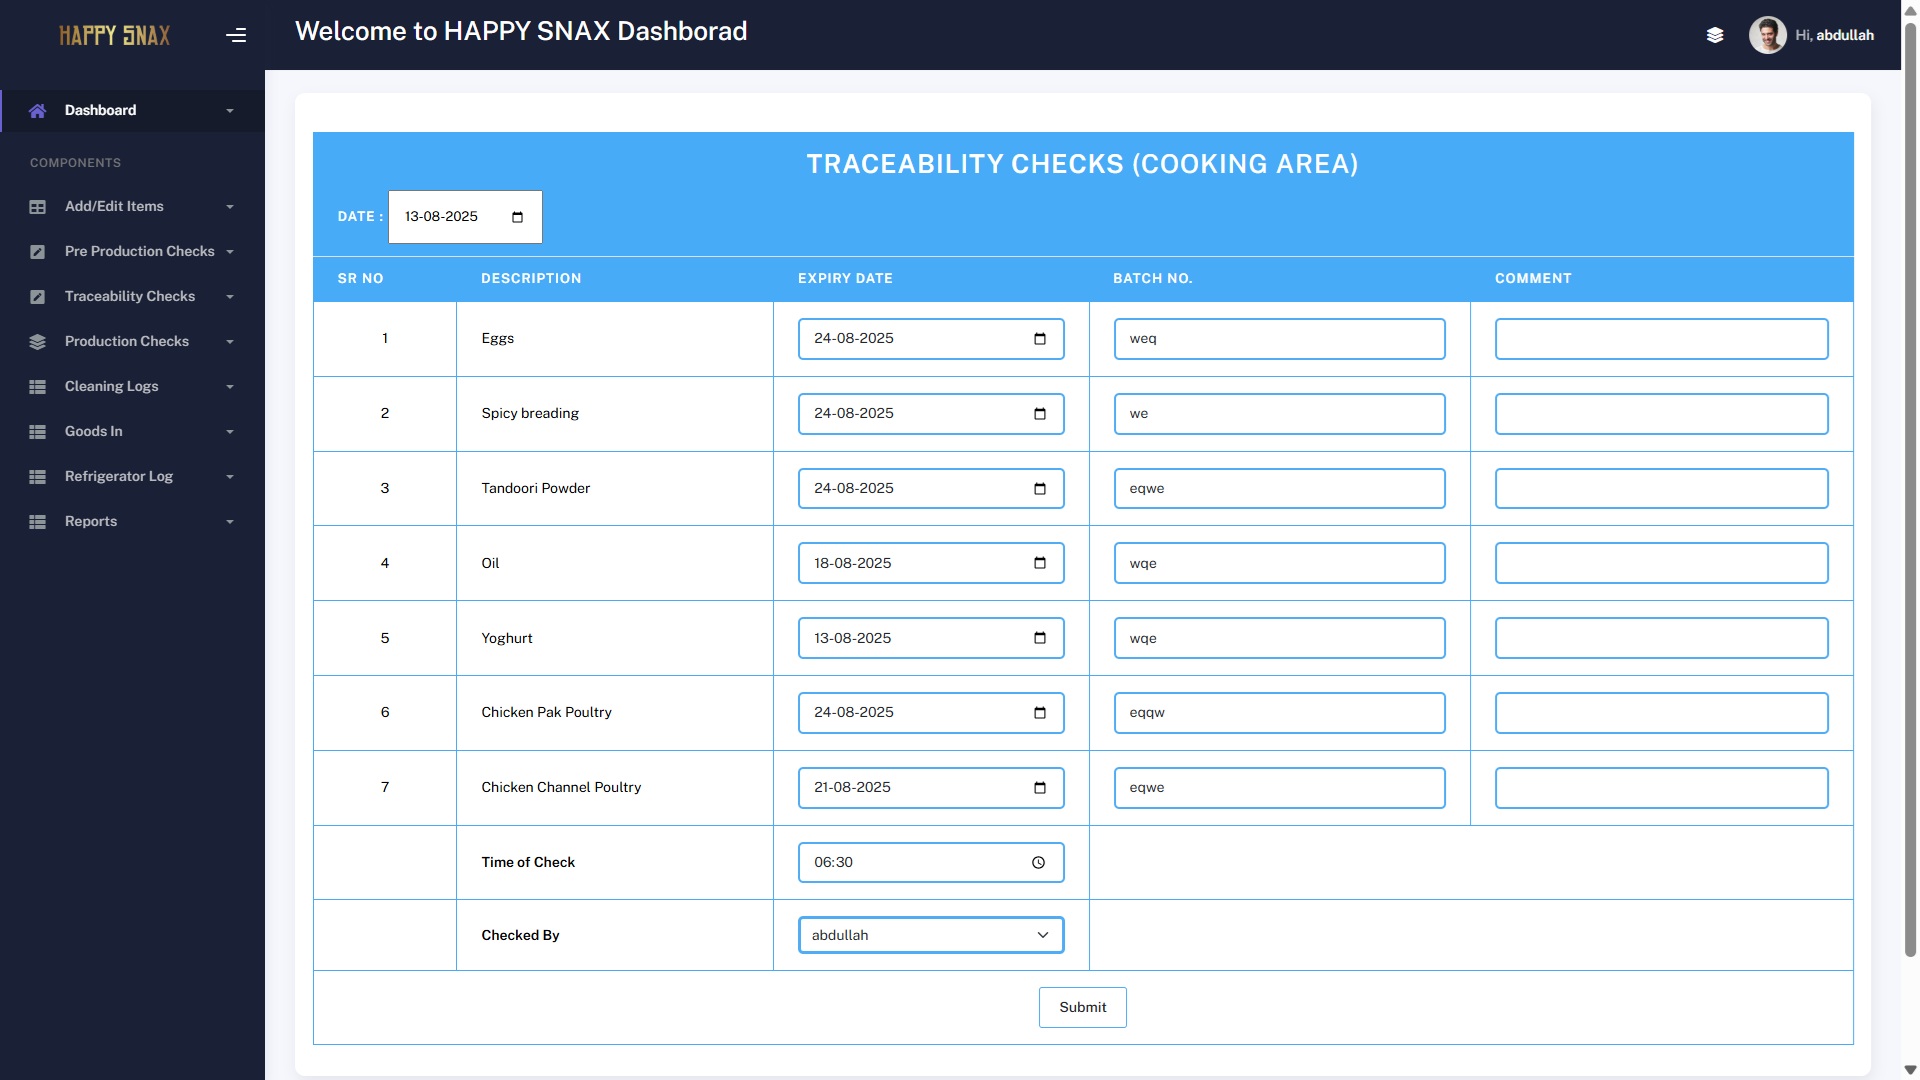 HAPPY SNAX
Welcome to HAPPY SNAX Dashborad
Hi, abdullah
Dashboard
COMPONENTS
Add/Edit Items
Pre Production Checks
Traceability Checks
Production Checks
Cleaning Logs
Goods In
Refrigerator Log
Reports
TRACEABILITY CHECKS (COOKING AREA)
DATE : 13-08-2025
SR NO DESCRIPTION EXPIRY DATE BATCH NO. COMMENT
1 Eggs 24-08-2025 weq
2 Spicy breading 24-08-2025 we
3 Tandoori Powder 24-08-2025 eqwe
4 Oil 18-08-2025 wqe
5 Yoghurt 13-08-2025 wqe
6 Chicken Pak Poultry 24-08-2025 eqqw
7 Chicken Channel Poultry 21-08-2025 eqwe
Time of Check 06:30
Checked By abdullah
Submit